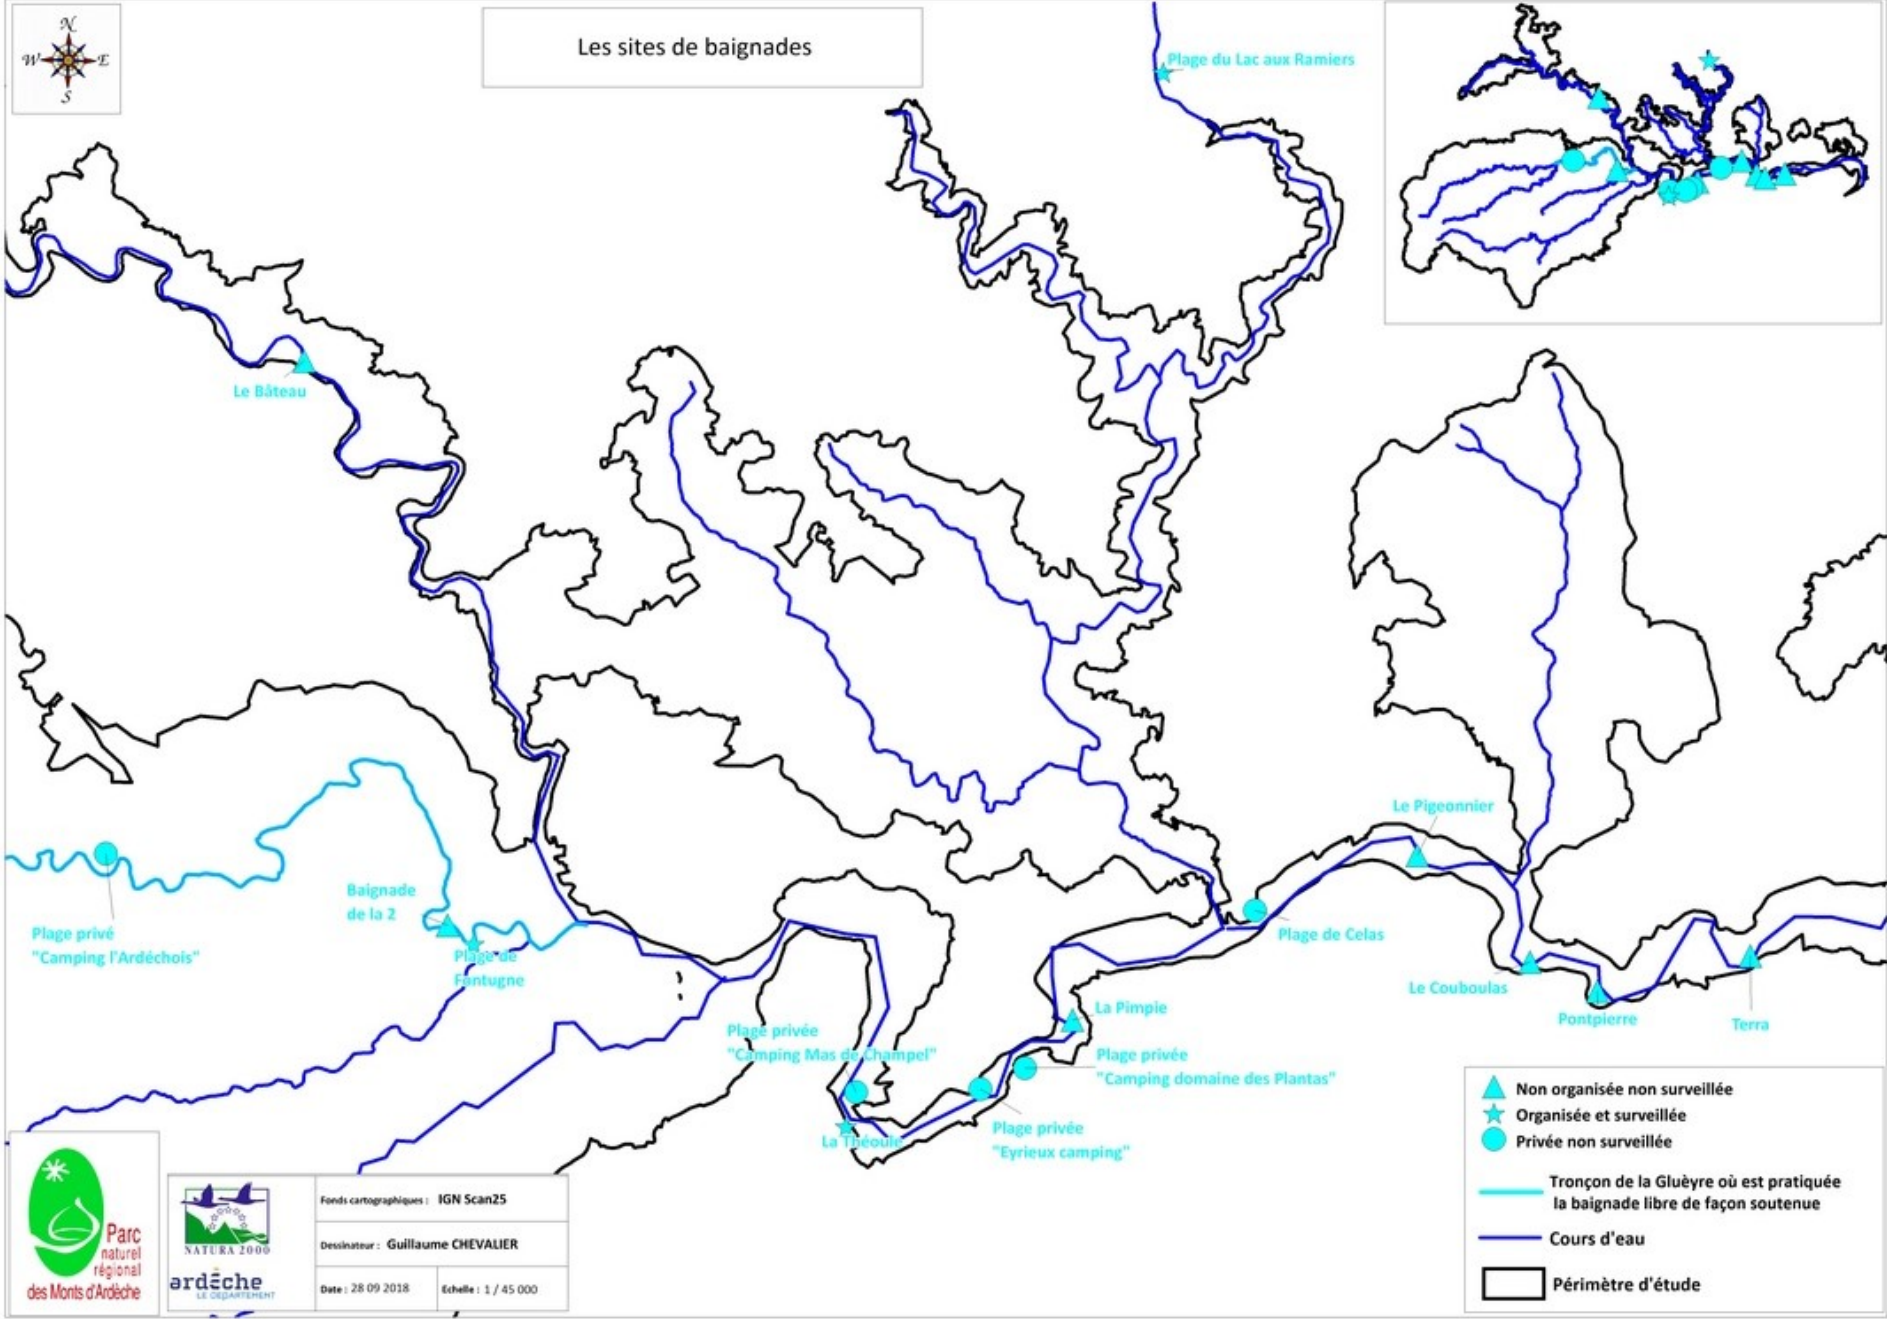 N
W E
S
Les sites de baignades
Plage du Lac aux Ramiers
Le Bâteau
Le Pigeonnier
Baignade
de la 2
Plage privé
"Camping l'Ardéchois"
Plage de
Fontugne
Plage de Celas
Le Couboulas
Pontpierre
Terra
La Pimpie
Plage privée
"Camping Mas de Champel"
Plage privée
"Camping domaine des Plantas"
La Théoule
Plage privée
"Eyrieux camping"
Non organisée non surveillée
Organisée et surveillée
Privée non surveillée
Tronçon de la Gluèyre où est pratiquée
la baignade libre de façon soutenue
Cours d'eau
Périmètre d'étude
Parc
naturel
régional
des Monts d'Ardèche
NATURA 2000
ardèche
LE DEPARTEMENT
Fonds cartographiques : IGN Scan25
Dessinateur : Guillaume CHEVALIER
Date : 28 09 2018
Echelle : 1 / 45 000